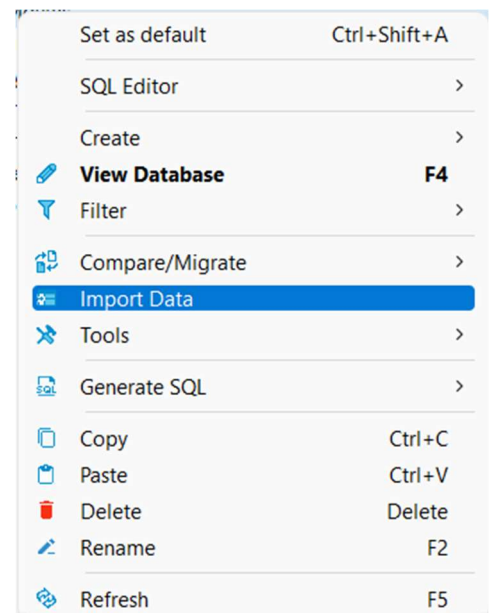 Set as default Ctrl+Shift+A
SQL Editor
Create
View Database F4
Filter
Compare/Migrate
Import Data
Tools
SQL Generate SQL
Copy Ctrl+C
Paste Ctrl+V
Delete Delete
Rename F2
Refresh F5